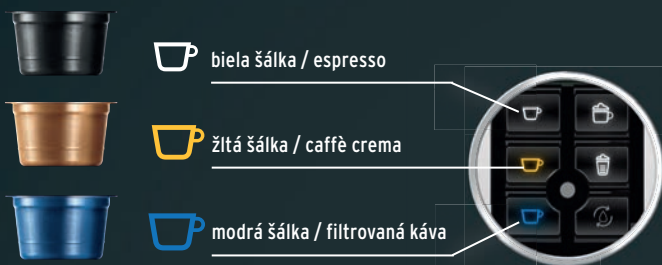 biela šálka / espresso
žltá šálka / caffè crema
modrá šálka / filtrovaná káva